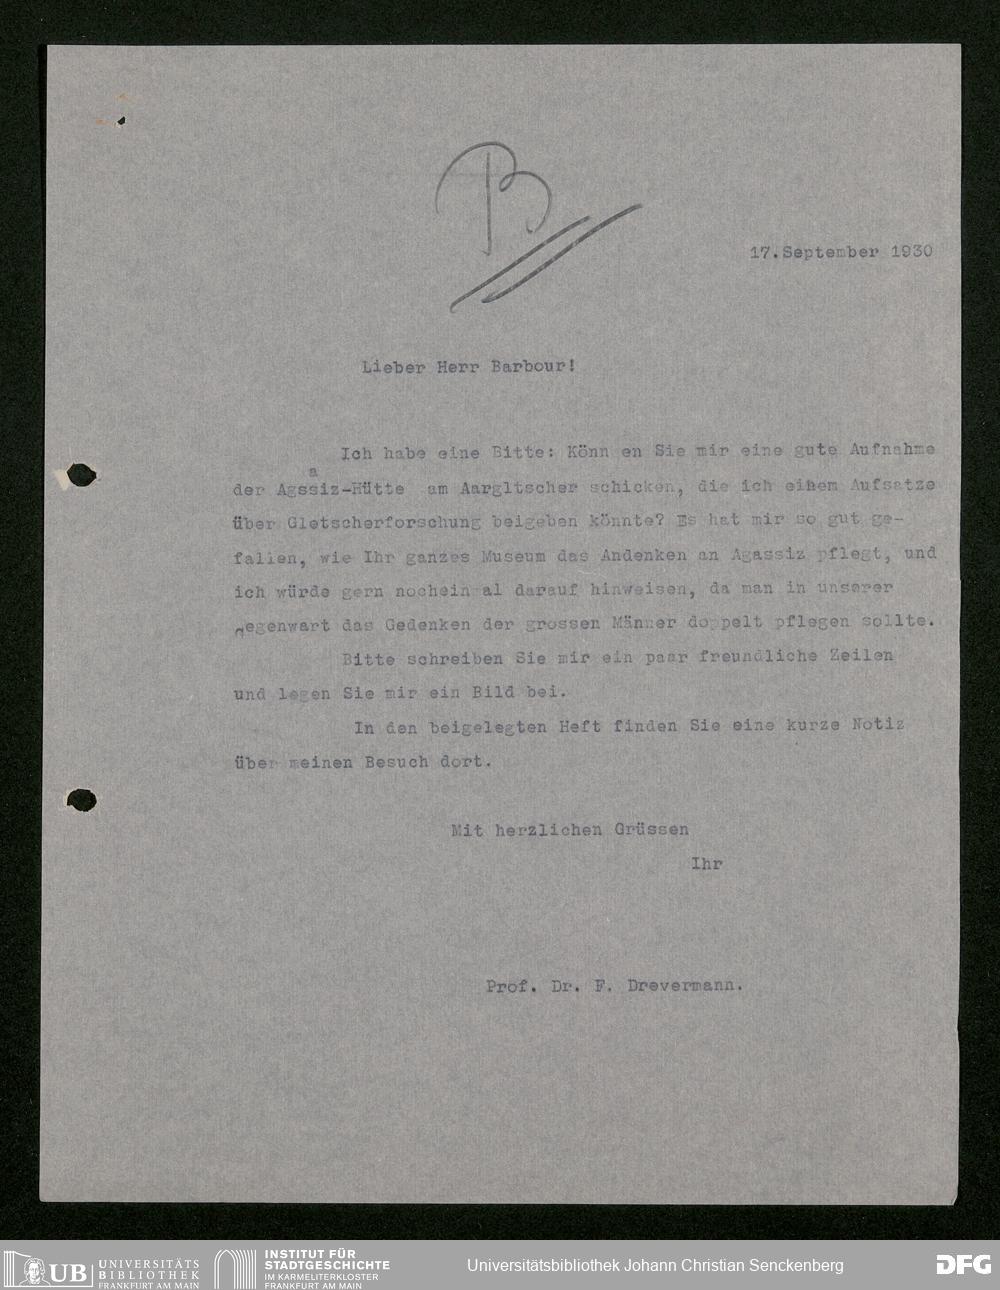 B
17.September 1930
Lieber Herr Barbour!
Ich habe eine Bitte: Könn en Sie mir eine gute Aufnahme
a
der Agssiz-Hütte am Aargltscher schicken, die ich einem Aufsatze
über Gletscherforschung beigeben könnte? Es hat mir so gut ge-
fallen, wie Ihr ganzes Museum das Andenken an Agassiz pflegt, und
ich würde gern nochein al darauf hinweisen, da man in unserer
Gegenwart das Gedenken der grossen Männer doppelt pflegen sollte.
Bitte schreiben Sie mir ein paar freundliche Zeilen
und legen Sie mir ein Bild bei.
In den beigelegten Heft finden Sie eine kurze Notiz
über meinen Besuch dort.
Mit herzlichen Grüssen
Ihr
Prof. Dr. F. Drevermann.
UB UNIVERSITÄTS
BIBLIOTHEK
FRANKFURT AM MAIN
INSTITUT FÜR
STADTGESCHICHTE
IM KARMELITERKLOSTER
FRANKFURT AM MAIN
Universitätsbibliothek Johann Christian Senckenberg
DFG